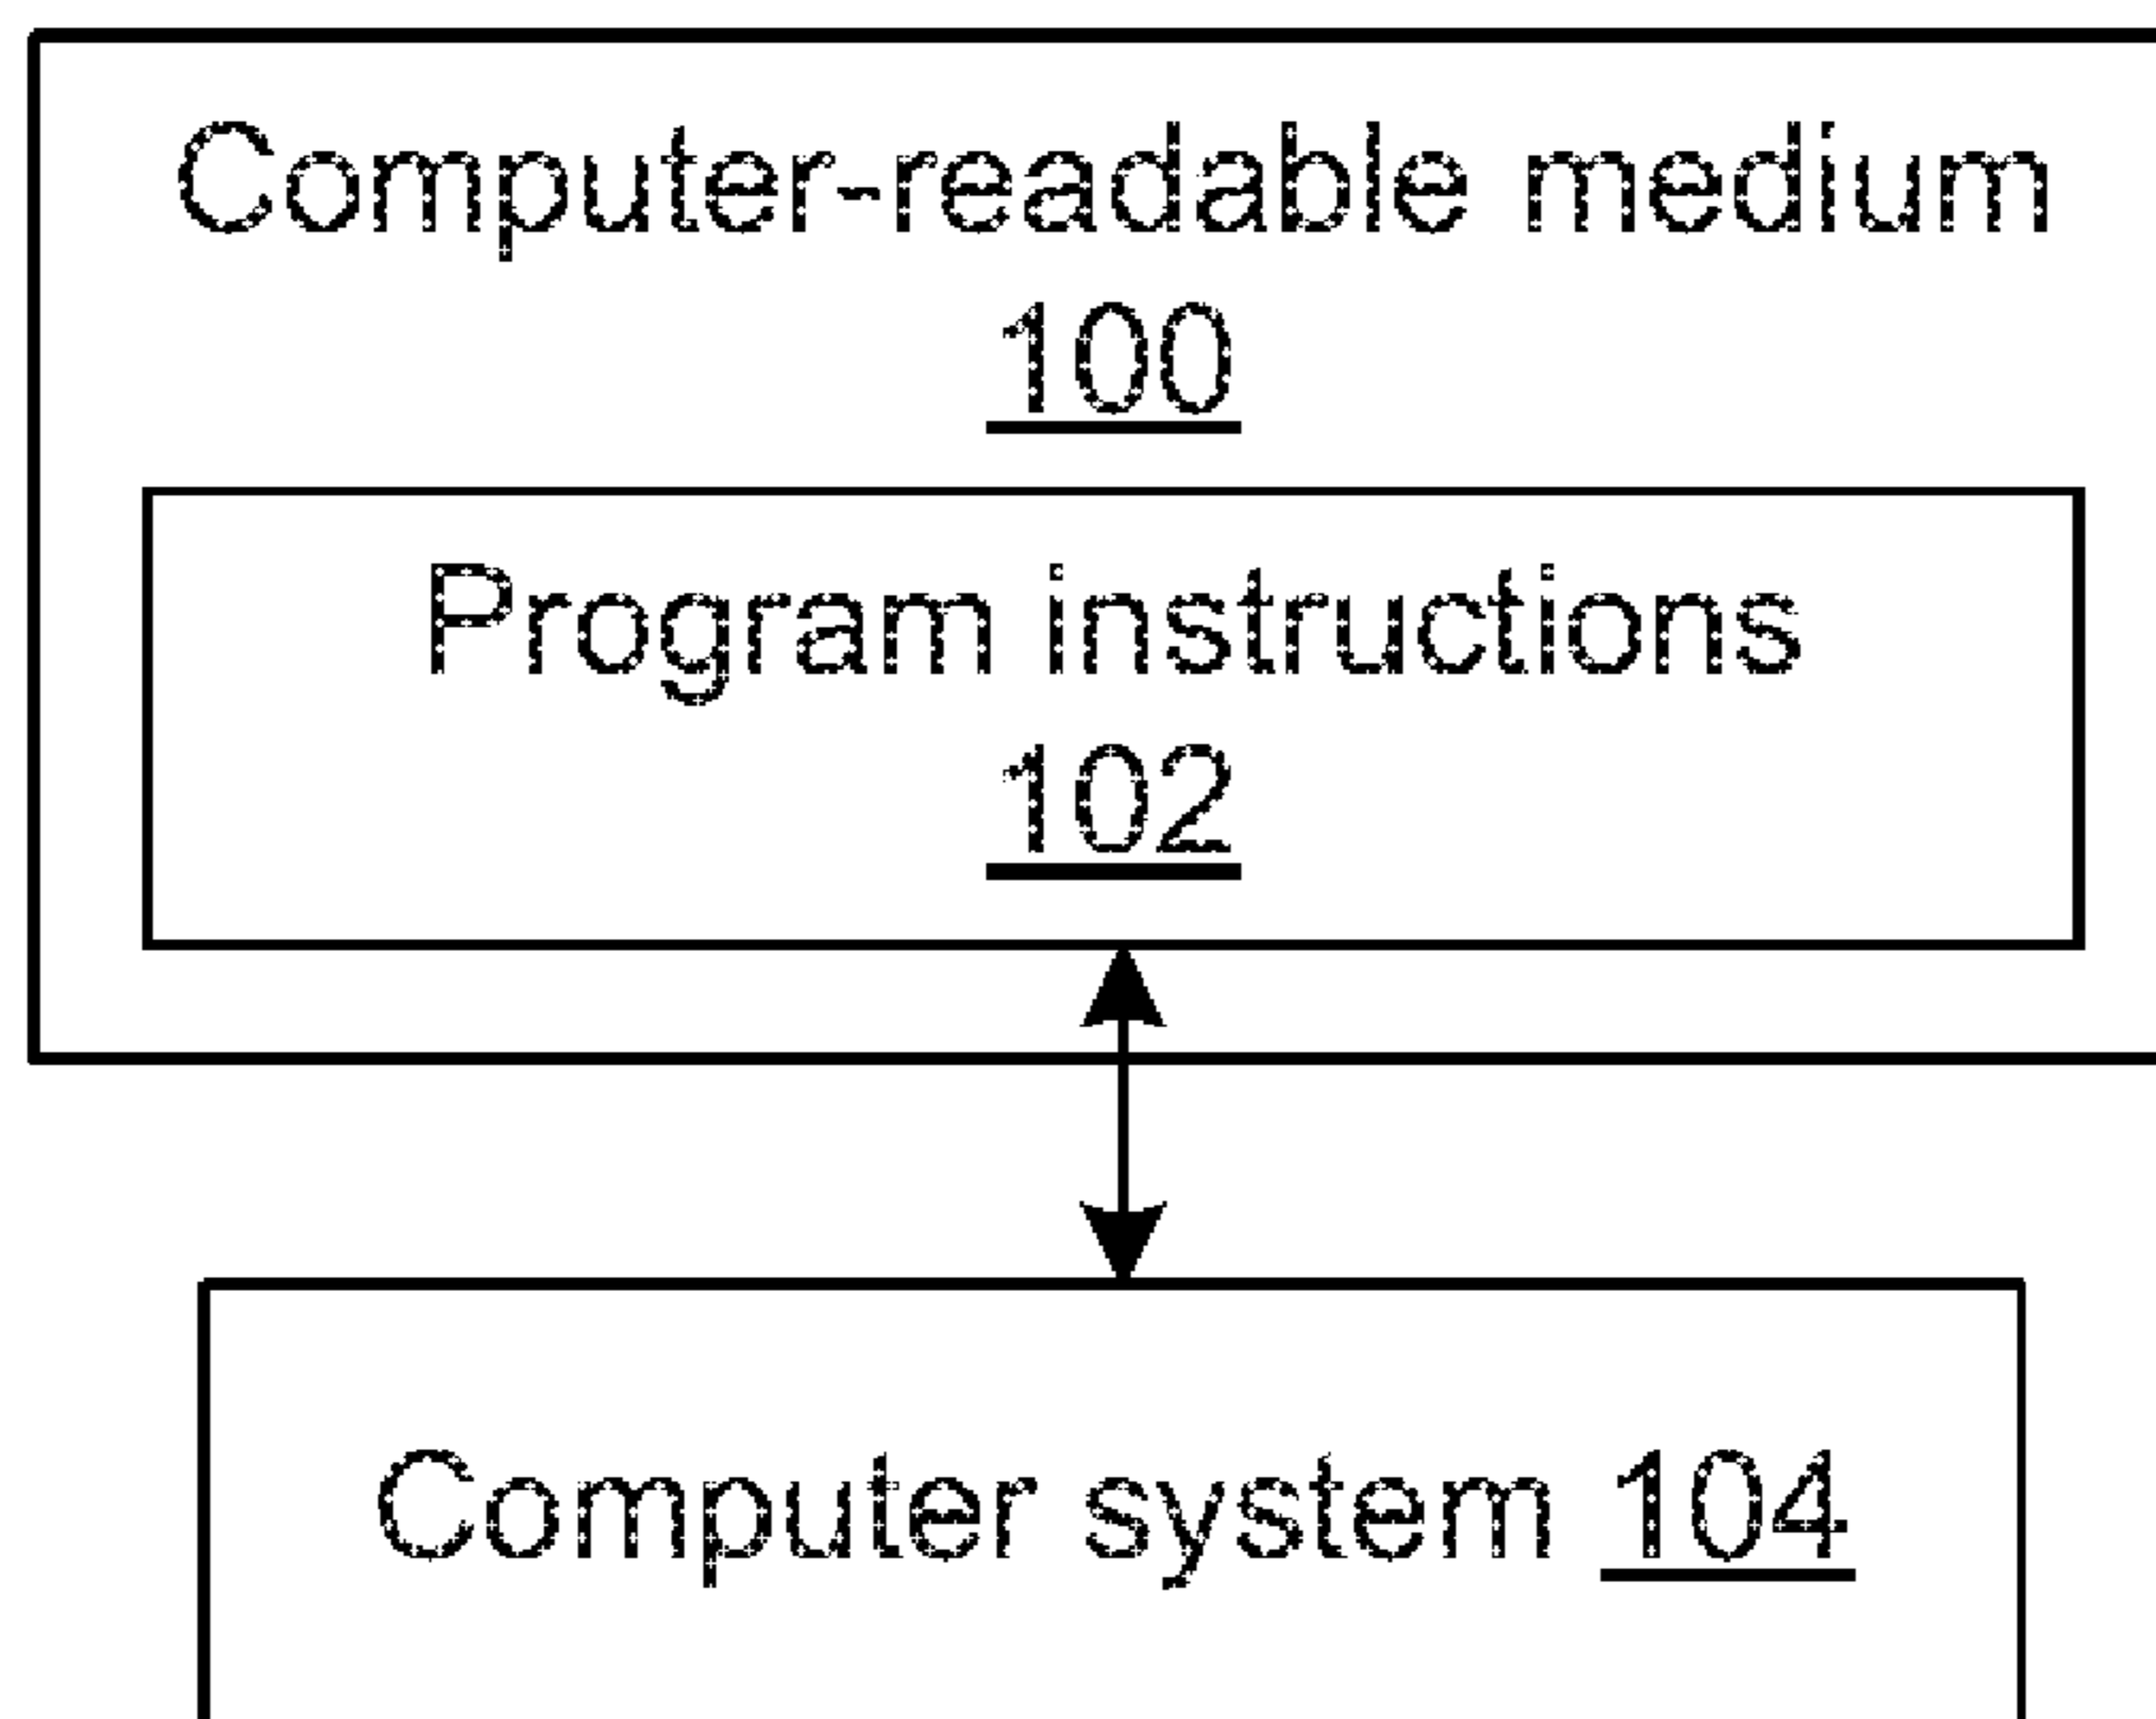 Computer-readable medium
100
Program instructions
102
Computer system 104